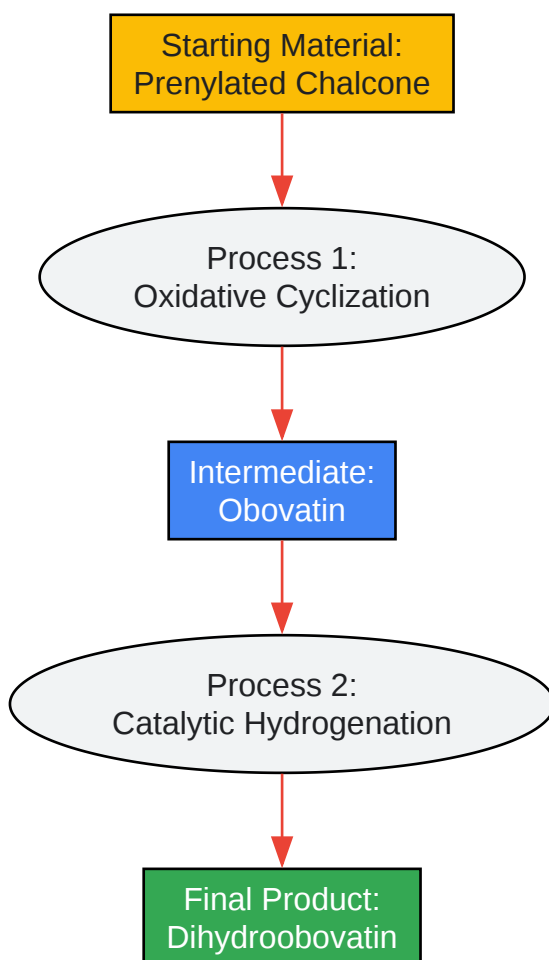 Starting Material:
Prenylated Chalcone
Process 1:
Oxidative Cyclization
Intermediate:
Obovatin
Process 2:
Catalytic Hydrogenation
Final Product:
Dihydroobovatin